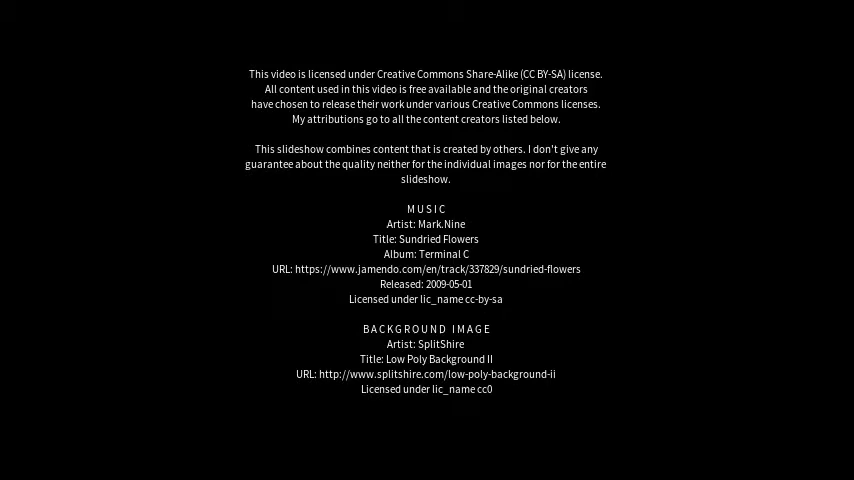 This video is licensed under Creative Commons Share-Alike (CC BY-SA) license.
All content used in this video is free available and the original creators
have chosen to release their work under various Creative Commons licenses.
My attributions go to all the content creators listed below.
This slideshow combines content that is created by others. I don't give any
guarantee about the quality neither for the individual images nor for the entire
slideshow.
MUSIC
Artist: Mark.Nine
Title: Sundried Flowers
Album: Terminal C
URL: https://www.jamendo.com/en/track/337829/sundried-flowers
Released: 2009-05-01
Licensed under lic_name cc-by-sa
BACKGROUND IMAGE
Artist: SplitShire
Title: Low Poly Background II
URL: http://www.splitshire.com/low-poly-background-ii
Licensed under lic_name cc0